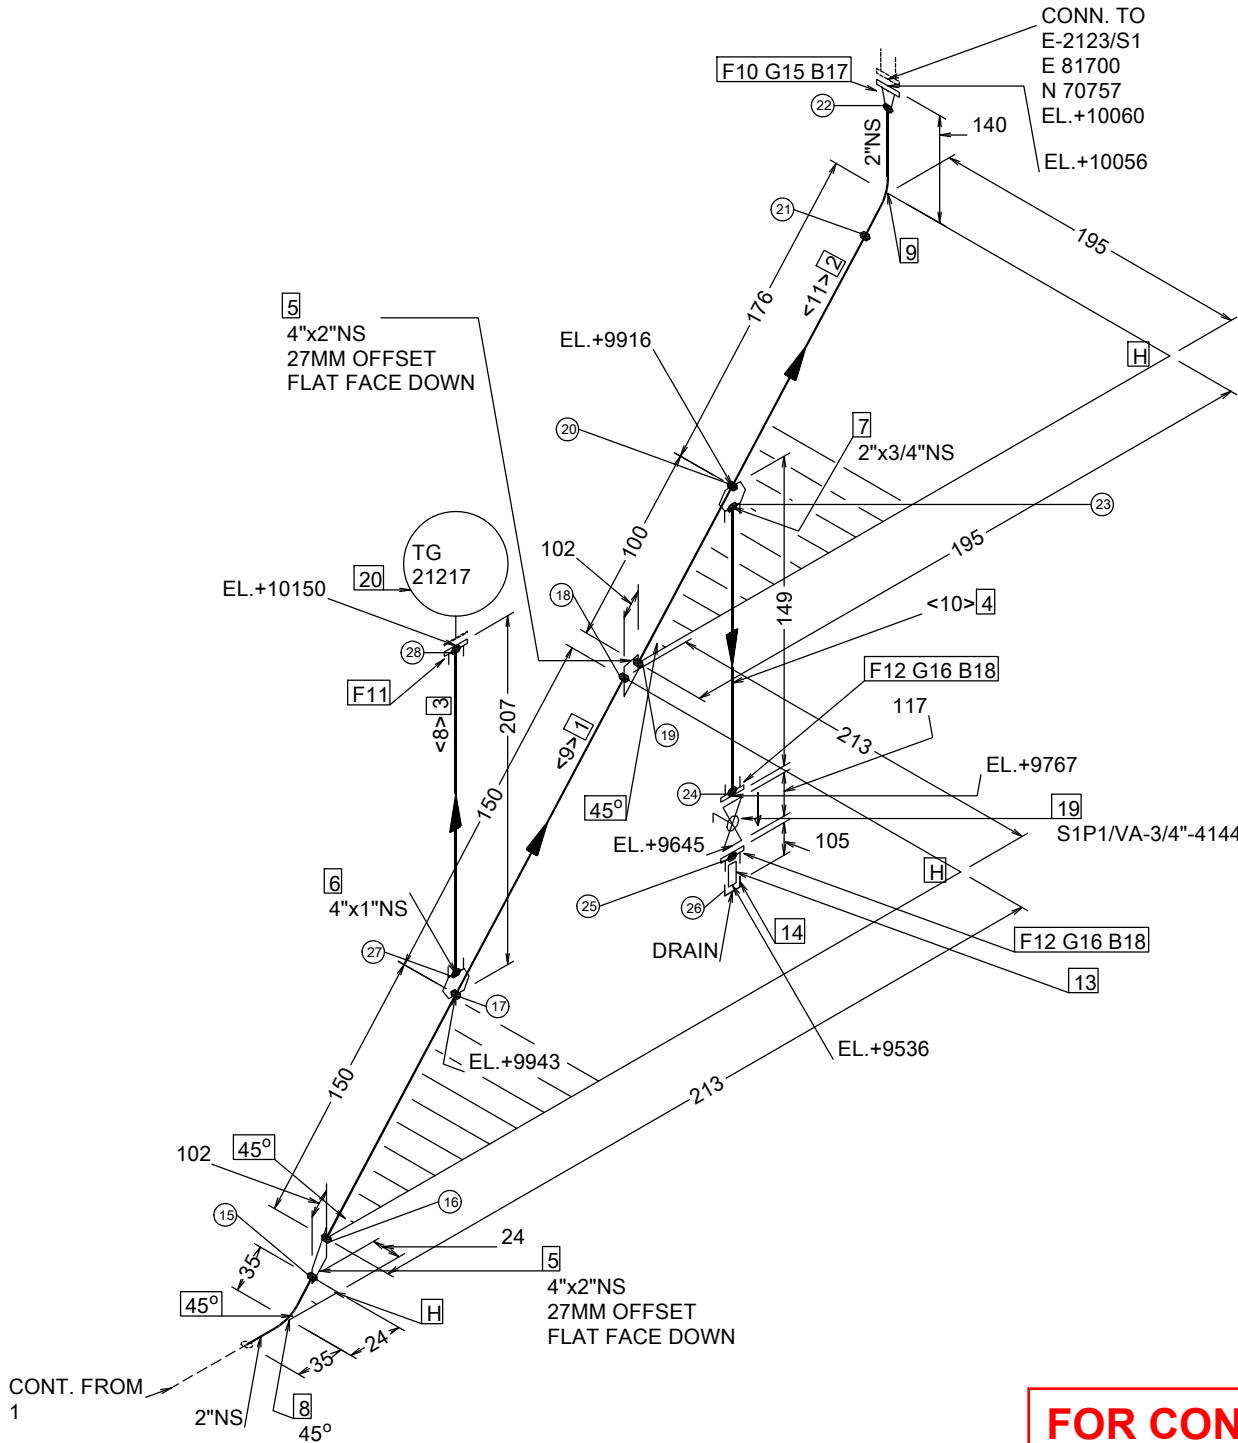 CONN. TO
E-2123/S1
E 81700
N 70757
EL.+10060
EL.+10056
F10 G15 B17
22
2"NS
140
195
21
9
176
<11> 2
H
5
4"x2"NS
27MM OFFSET
FLAT FACE DOWN
EL.+9916
20
7
2"x3/4"NS
23
100
102
TG
21217
20
EL.+10150
18
149
195
<10> 4
28
F11
<8> 3
207
F12 G16 B18
117
19
213
<9> 1
150
45°
24
EL.+9767
19
S1P1/VA-3/4"-4144
EL.+9645
105
H
6
4"x1"NS
25
26
14
DRAIN
F12 G16 B18
13
27
17
EL.+9943
EL.+9536
150
213
102
45°
15
16
24
35
5
4"x2"NS
27MM OFFSET
FLAT FACE DOWN
45°
H
24
35
CONT. FROM
1
2"NS
8
45°
FOR CON